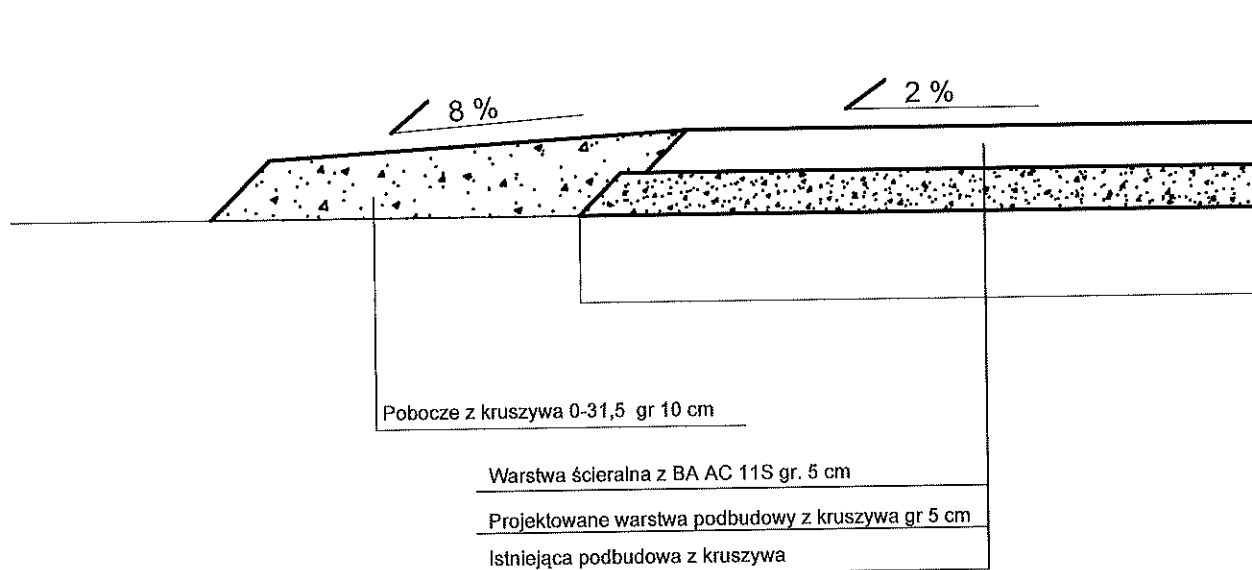 8 %
2 %
Pobocze z kruszywa 0-31,5 gr 10 cm
Warstwa ścieralna z BA AC 11S gr. 5 cm
Projektowane warstwa podbudowy z kruszywa gr 5 cm
Istniejąca podbudowa z kruszywa